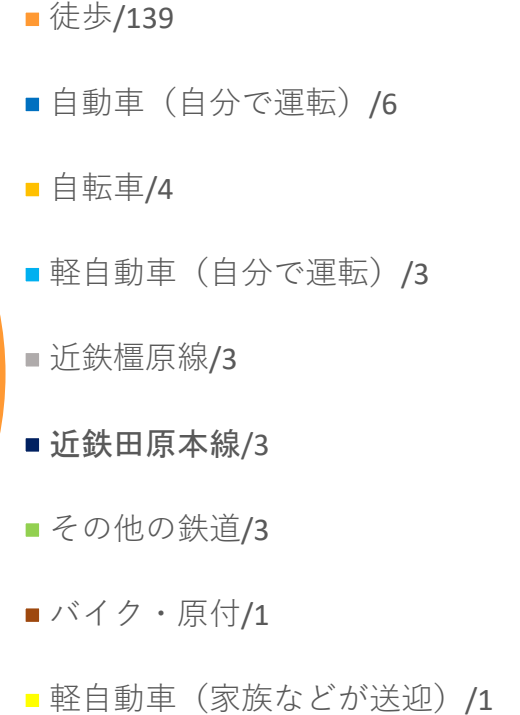 徒歩/139
自動車（自分で運転）/6
自転車/4
軽自動車（自分で運転）/3
近鉄橿原線/3
近鉄田原本線/3
その他の鉄道/3
バイク・原付/1
軽自動車（家族などが送迎）/1